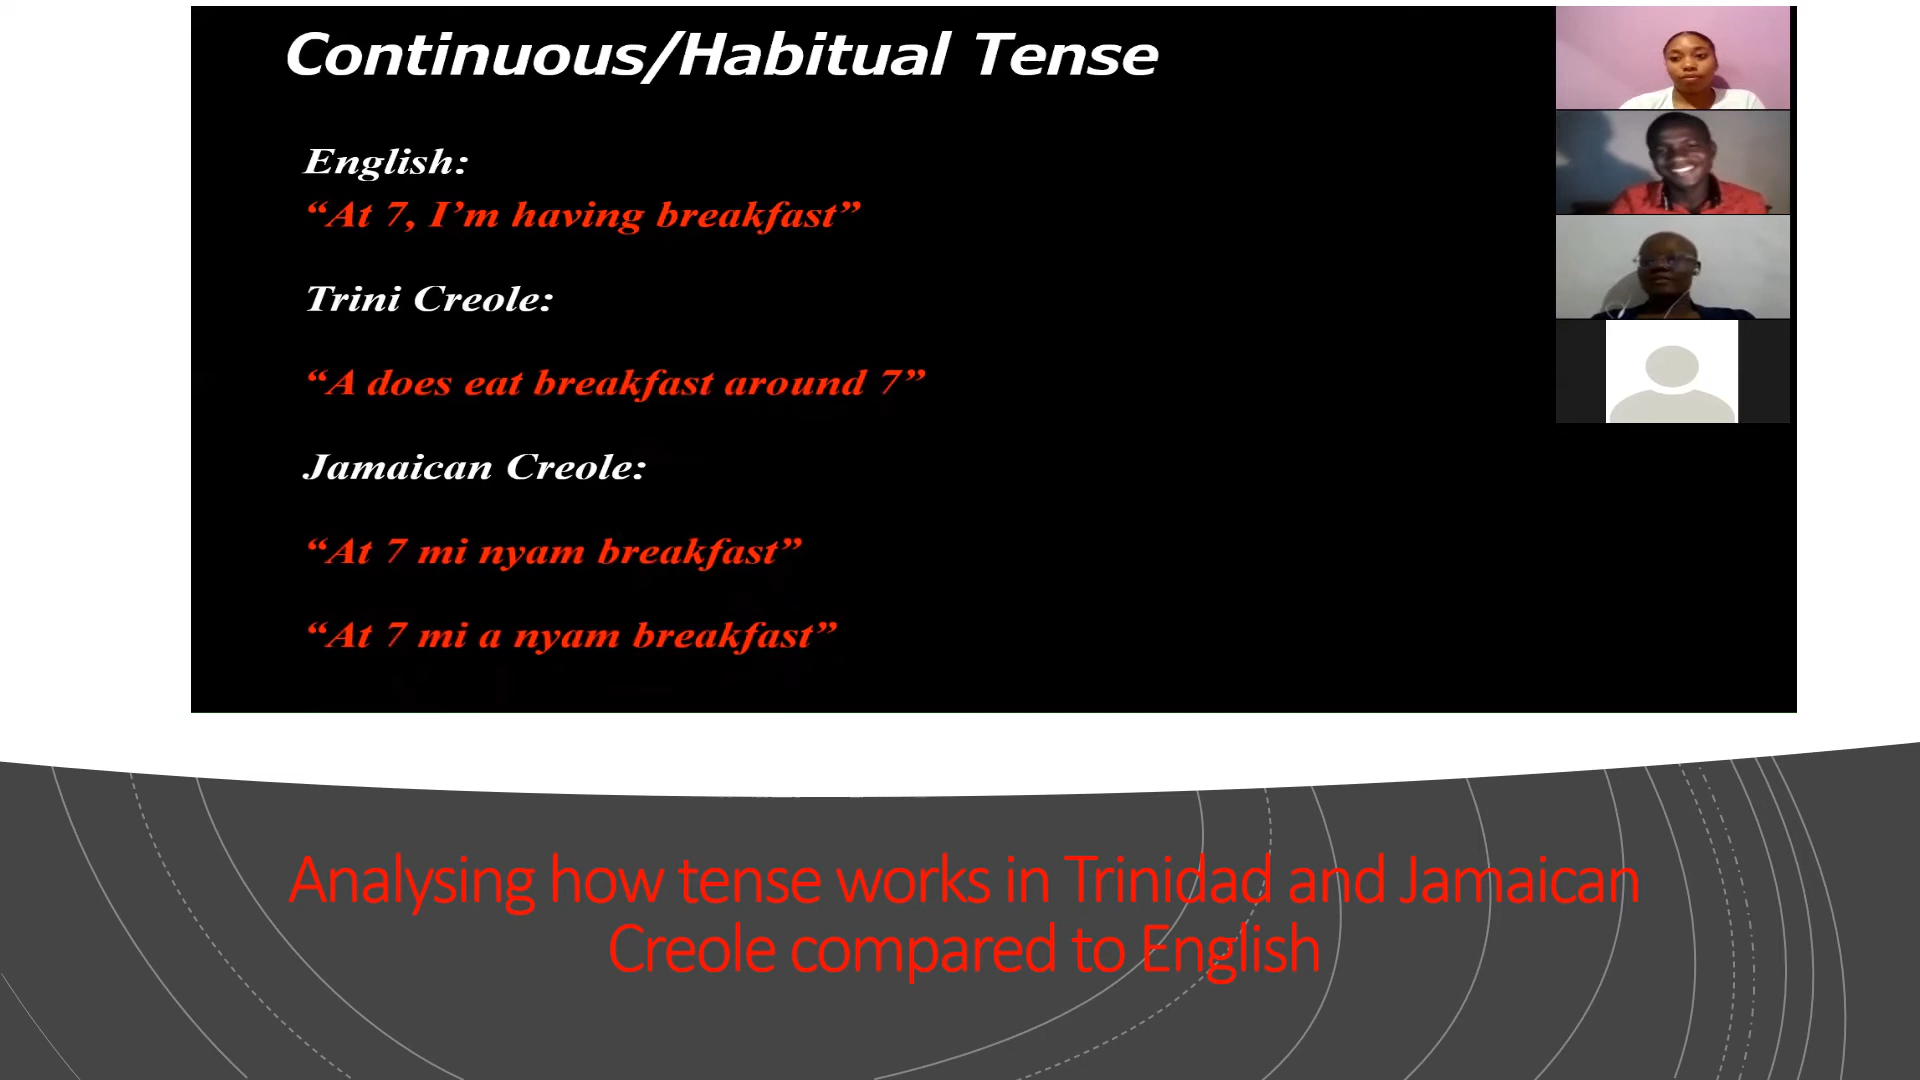 Continuous/Habitual Tense
English:
“At 7, I’m having breakfast”
Trini Creole:
“A does eat breakfast around 7”
Jamaican Creole:
“At 7 mi nyam breakfast”
“At 7 mi a nyam breakfast”
Analysing how tense works in Trinidad and Jamaican
Creole compared to English